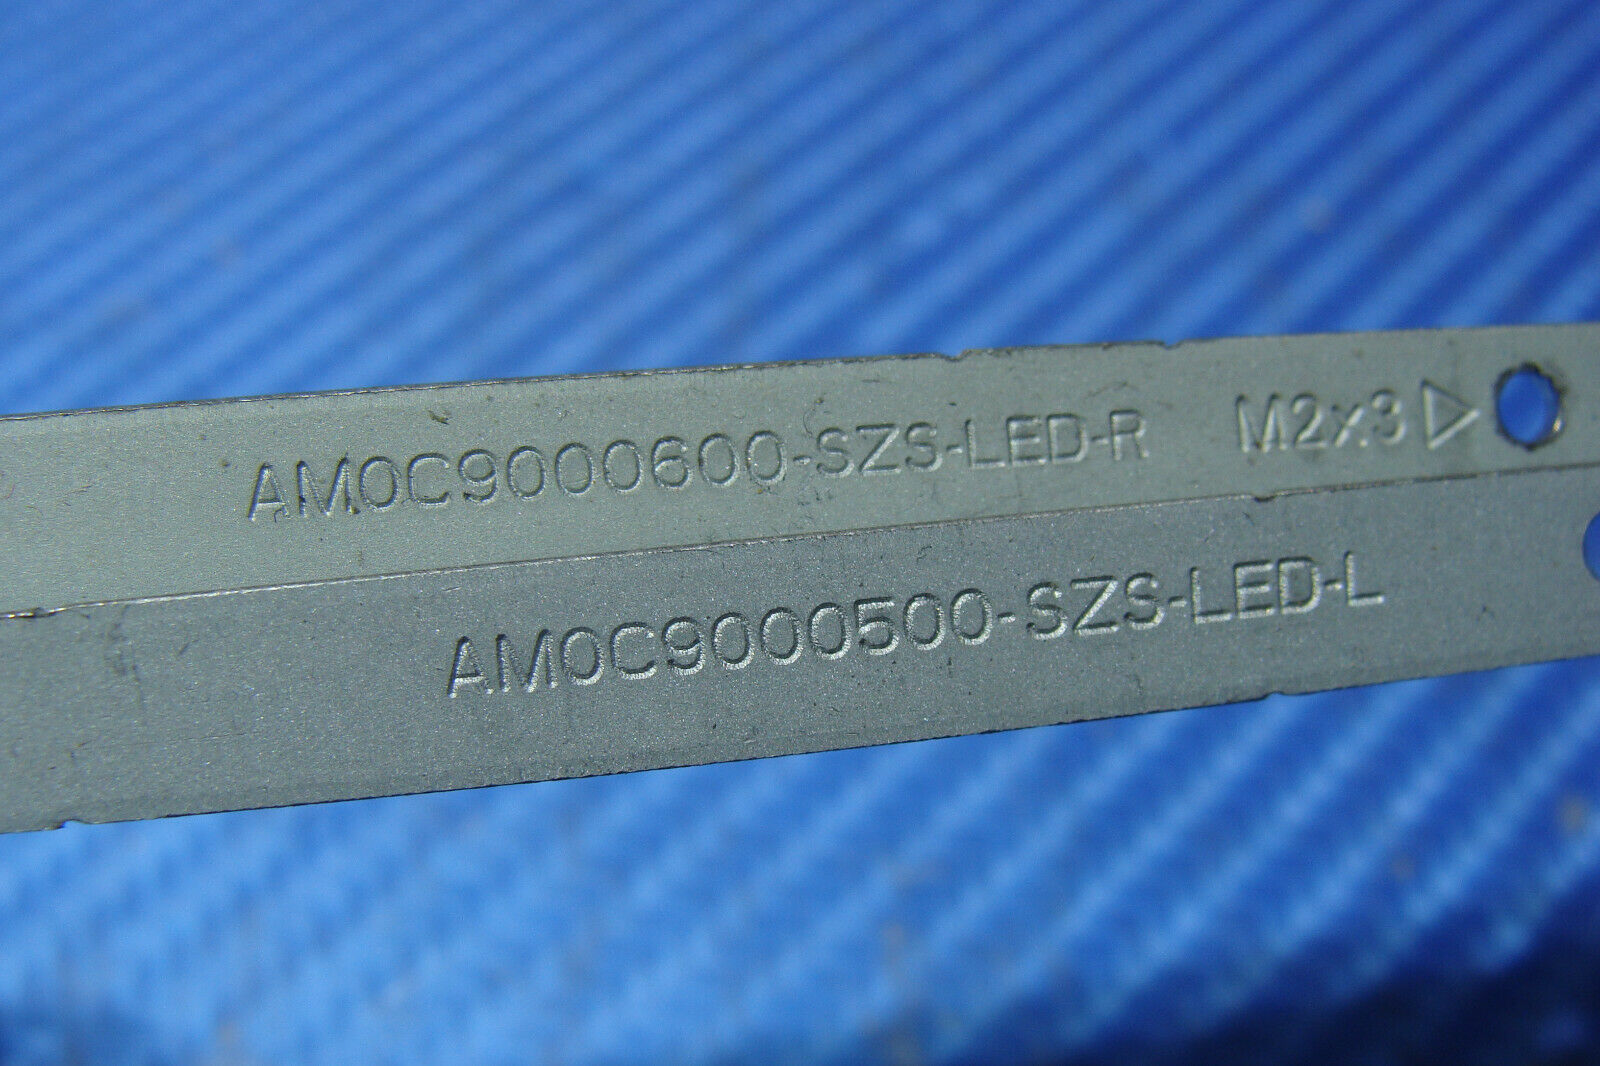 AM0C9000600-SZS-LED-R M2x3
AM0C9000500-SZS-LED-L